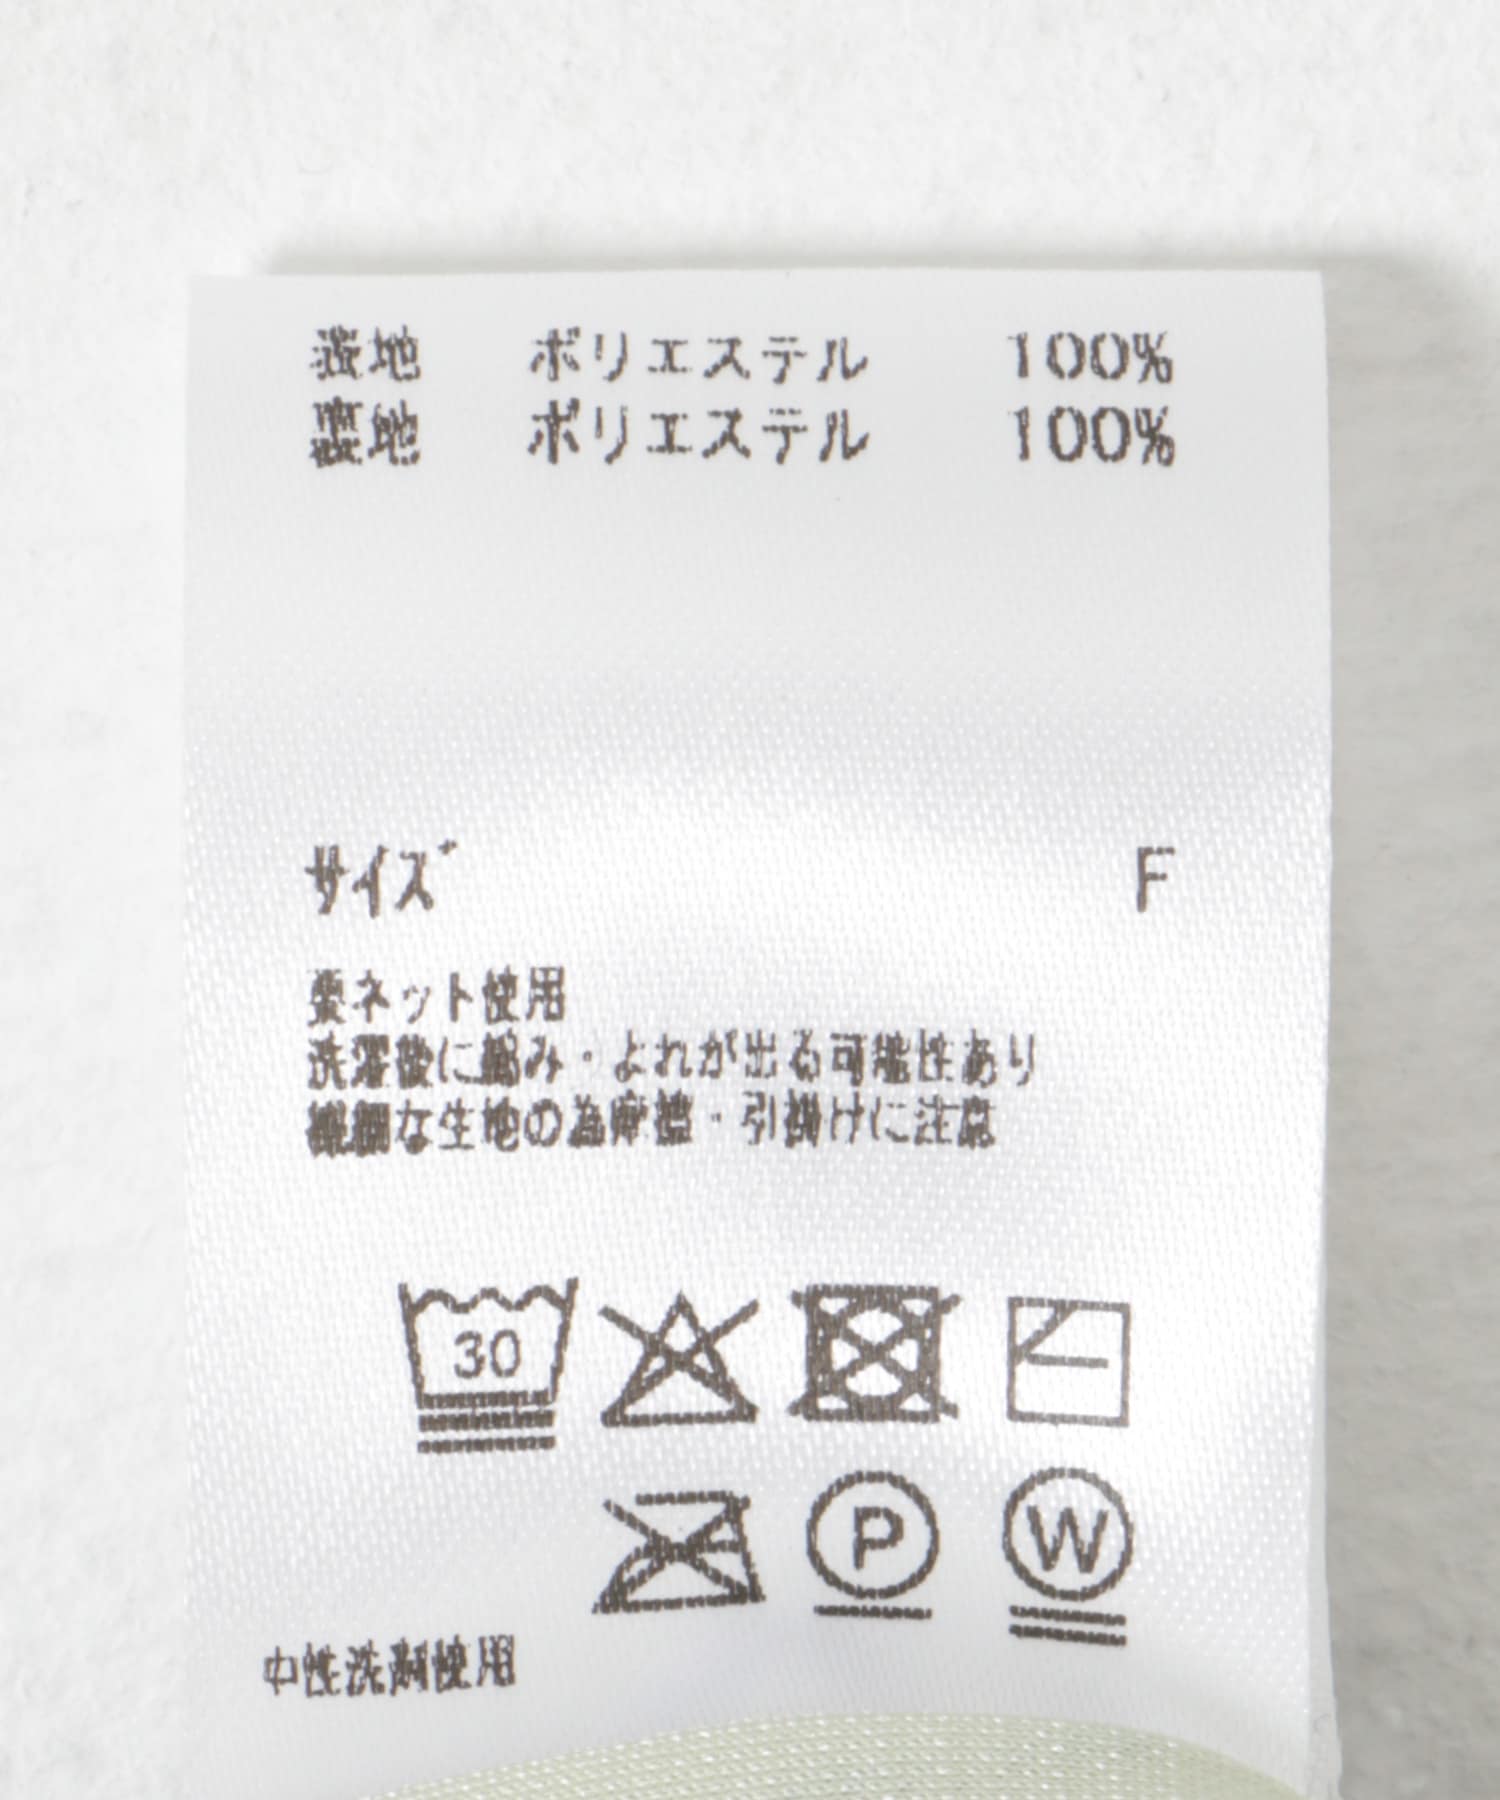 表地 ポリエステル 100%
裏地 ポリエステル 100%
サイズ F
要ネット使用
洗濯後に縮み・よれが出る可能性あり
繊細な生地の為摩擦・引掛けに注意
30
P W
中性洗剤使用